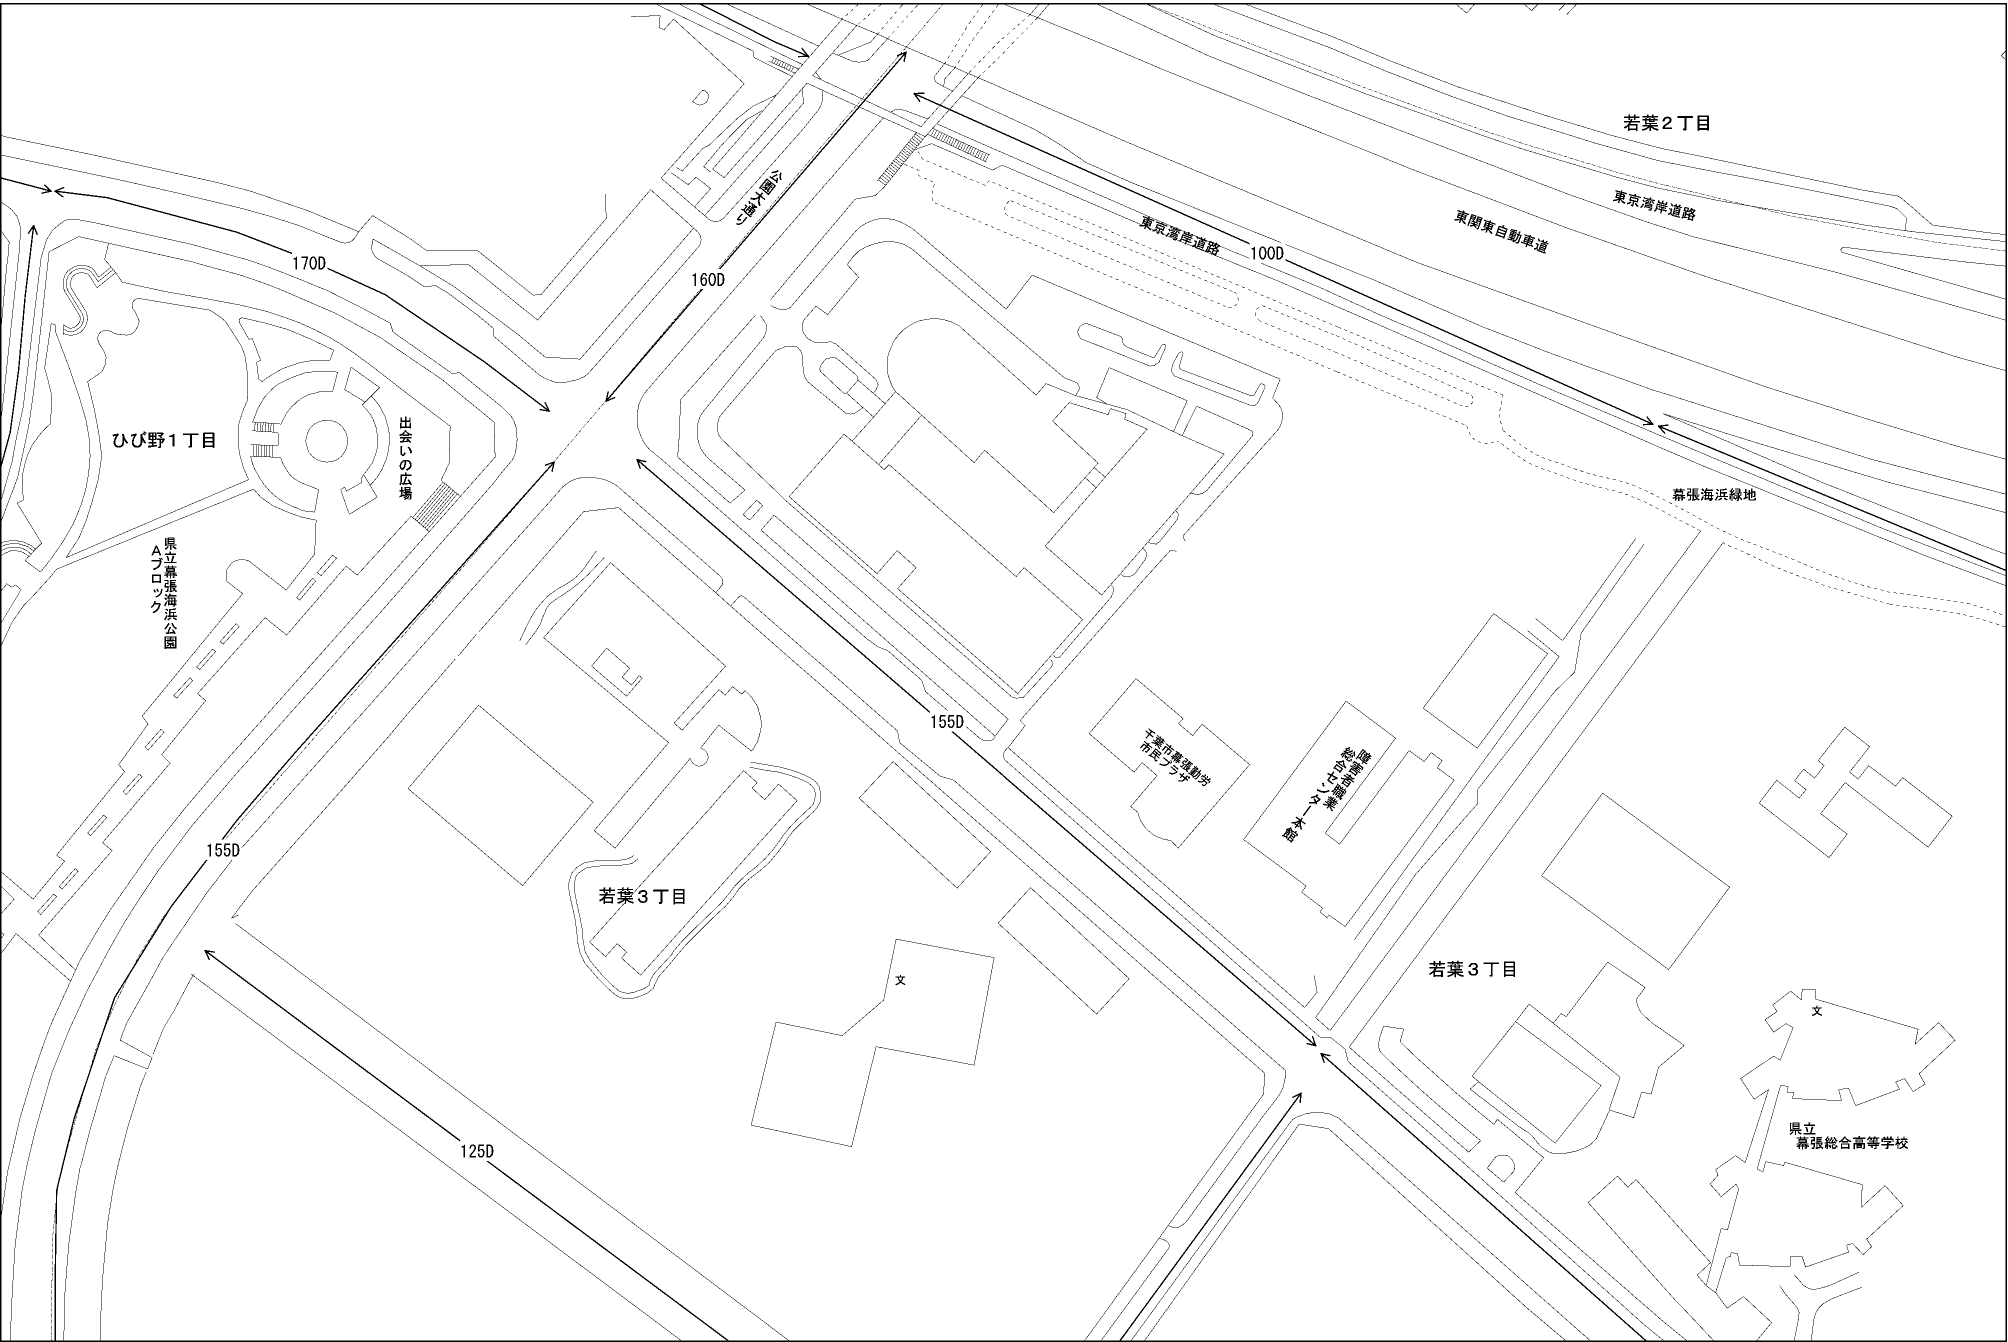 若葉２丁目
公園大通り
東京湾岸道路
東関東自動車道
東京湾岸道路
100D
170D
160D
ひび野１丁目
出会いの広場
幕張海浜緑地
県立幕張海浜公園
Ａブロック
155D
千葉市幕張勤労
市民プラザ
障害者職業
総合センター本館
155D
若葉３丁目
文
若葉３丁目
文
125D
県立
幕張総合高等学校